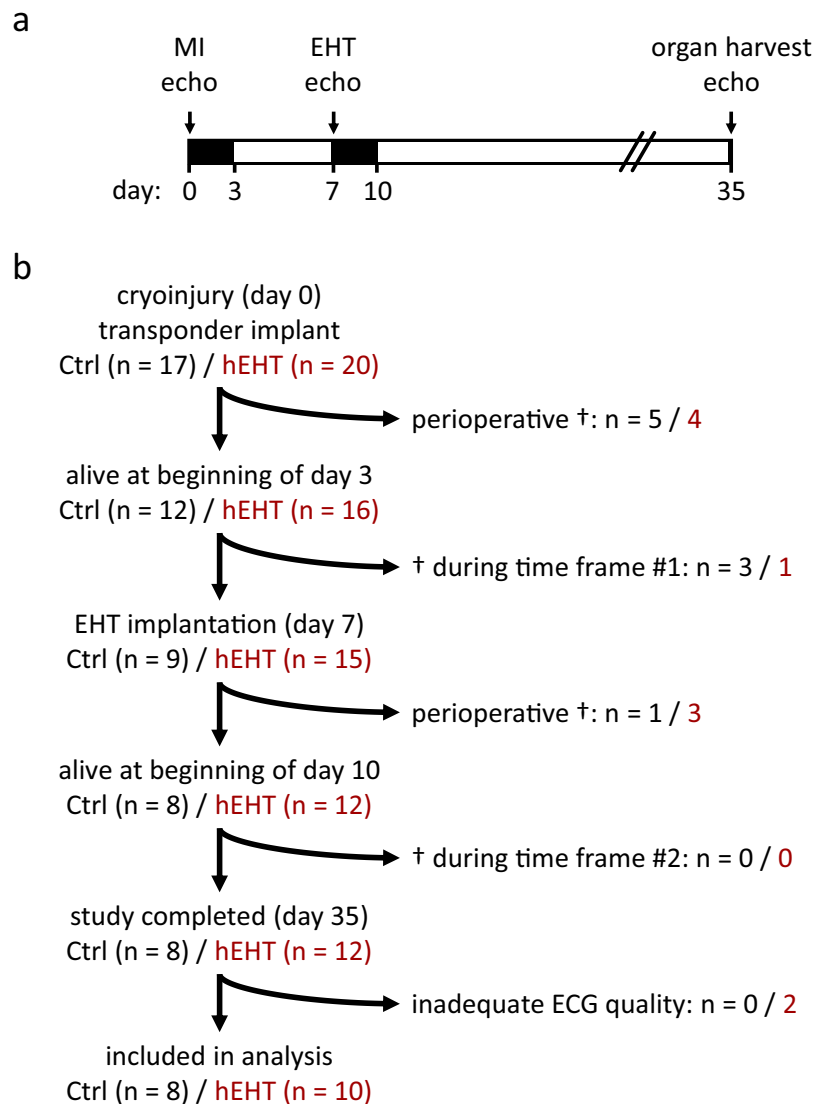 a
MI EHT organ harvest
echo echo echo
day: 0 3 7 10 35
b
cryoinjury (day 0)
transponder implant
Ctrl (n = 17) / hEHT (n = 20)
perioperative †: n = 5 / 4
alive at beginning of day 3
Ctrl (n = 12) / hEHT (n = 16)
† during time frame #1: n = 3 / 1
EHT implantation (day 7)
Ctrl (n = 9) / hEHT (n = 15)
perioperative †: n = 1 / 3
alive at beginning of day 10
Ctrl (n = 8) / hEHT (n = 12)
† during time frame #2: n = 0 / 0
study completed (day 35)
Ctrl (n = 8) / hEHT (n = 12)
inadequate ECG quality: n = 0 / 2
included in analysis
Ctrl (n = 8) / hEHT (n = 10)